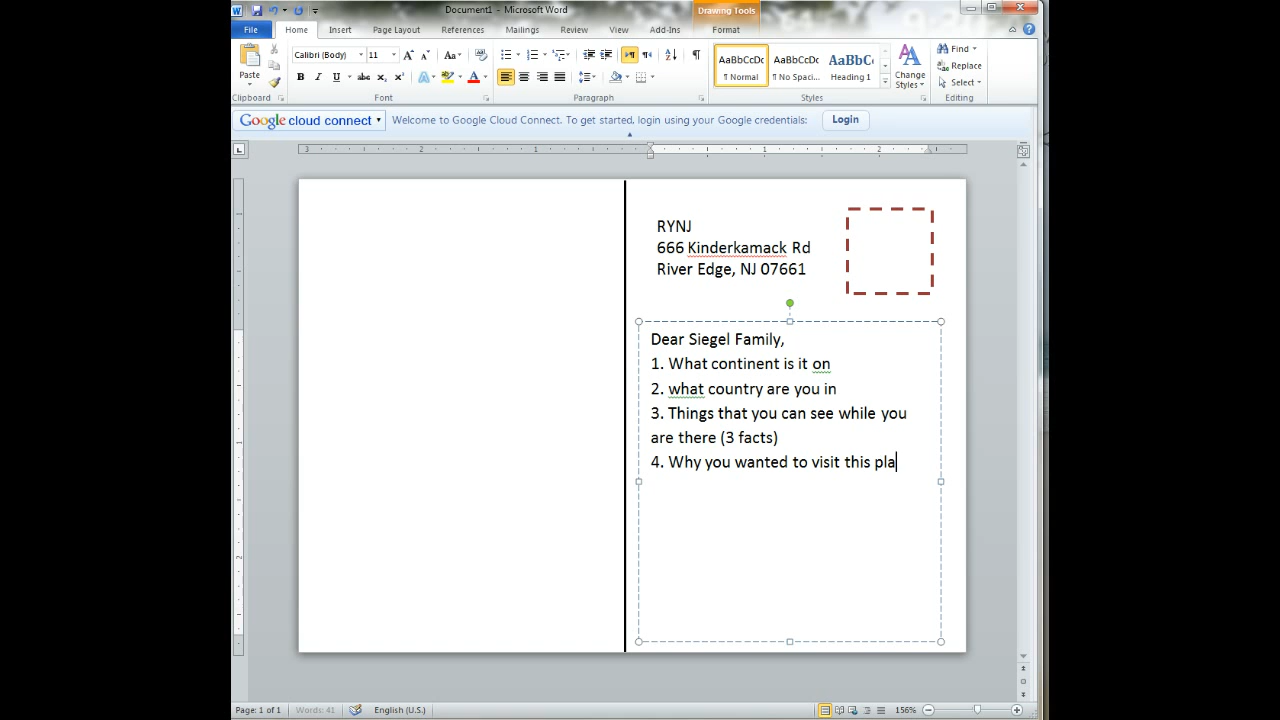 Document1 - Microsoft Word
Drawing Tools
File Home Insert Page Layout References Mailings Review View Add-Ins Format
Paste
Calibri (Body) 11
AaBbCcDc AaBbCcDc AaBbC
¶ Normal ¶ No Spaci... Heading 1
Change Styles
Find
Replace
Select
Clipboard Font Paragraph Styles Editing
Google cloud connect Welcome to Google Cloud Connect. To get started, login using your Google credentials: Login
3 2 1 1 2
RYNJ
666 Kinderkamack Rd
River Edge, NJ 07661
Dear Siegel Family,
1. What continent is it on
2. what country are you in
3. Things that you can see while you
are there (3 facts)
4. Why you wanted to visit this pla
Page: 1 of 1 Words: 41 English (U.S.) 156%